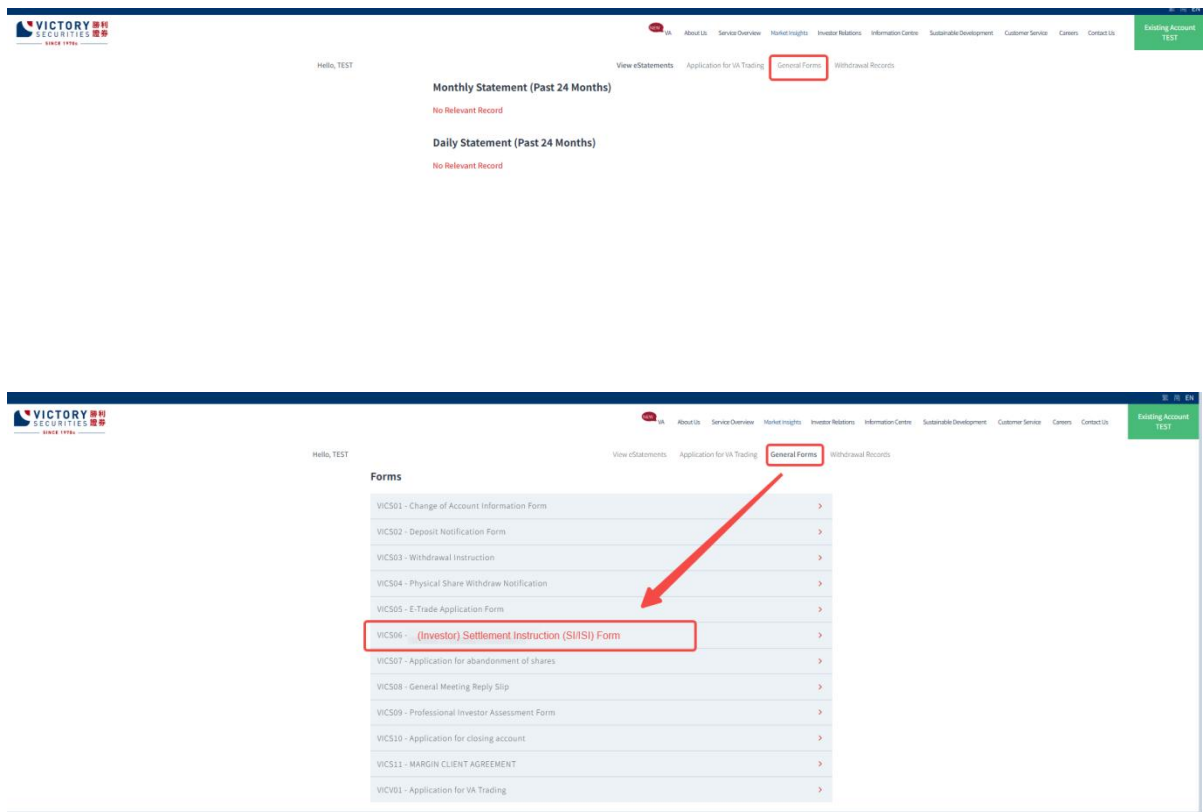 繁 简 EN
VICTORY 勝利
SECURITIES 證券
SINCE 1970s
NEW VA About Us Service Overview Market Insights Investor Relations Information Centre Sustainable Development Customer Service Careers Contact Us
Existing Account
TEST
Hello, TEST
View eStatements Application for VA Trading General Forms Withdrawal Records
Monthly Statement (Past 24 Months)
No Relevant Record
Daily Statement (Past 24 Months)
No Relevant Record
繁 简 EN
VICTORY 勝利
SECURITIES 證券
SINCE 1970s
NEW VA About Us Service Overview Market Insights Investor Relations Information Centre Sustainable Development Customer Service Careers Contact Us
Existing Account
TEST
Hello, TEST
View eStatements Application for VA Trading General Forms Withdrawal Records
Forms
VICS01 - Change of Account Information Form
VICS02 - Deposit Notification Form
VICS03 - Withdrawal Instruction
VICS04 - Physical Share Withdraw Notification
VICS05 - E-Trade Application Form
VICS06 - (Investor) Settlement Instruction (SI/ISI) Form
VICS07 - Application for abandonment of shares
VICS08 - General Meeting Reply Slip
VICS09 - Professional Investor Assessment Form
VICS10 - Application for closing account
VICS11 - MARGIN CLIENT AGREEMENT
VICV01 - Application for VA Trading